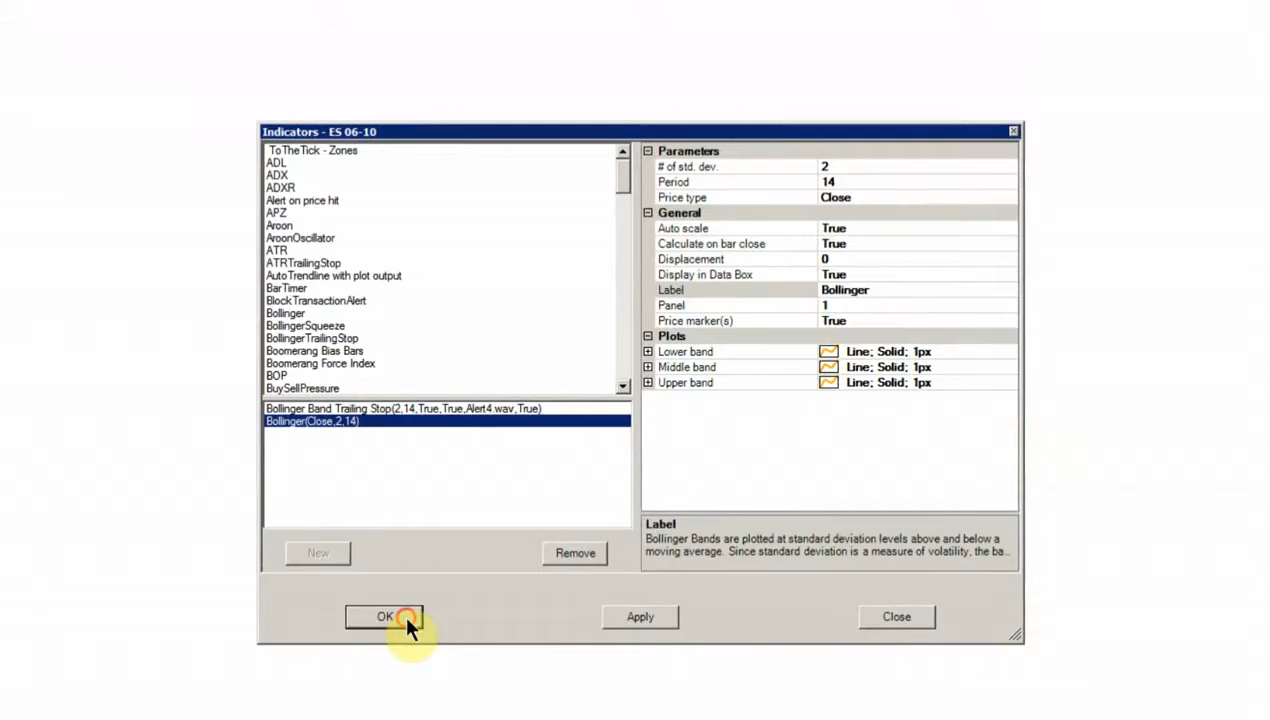 Indicators - ES 06-10
ToTheTick - Zones
ADL
ADX
ADXR
Alert on price hit
APZ
Aroon
AroonOscillator
ATR
ATRTrailingStop
AutoTrendline with plot output
BarTimer
BlockTransactionAlert
Bollinger
BollingerSqueeze
BollingerTrailingStop
Boomerang Bias Bars
Boomerang Force Index
BOP
BuySellPressure
Bollinger Band Trailing Stop(2,14,True,True,Alert4.wav,True)
Bollinger(Close,2,14)
New
Remove
Parameters
# of std. dev. 2
Period 14
Price type Close
General
Auto scale True
Calculate on bar close True
Displacement 0
Display in Data Box True
Label Bollinger
Panel 1
Price marker(s) True
Plots
Lower band Line; Solid; 1px
Middle band Line; Solid; 1px
Upper band Line; Solid; 1px
Label
Bollinger Bands are plotted at standard deviation levels above and below a
moving average. Since standard deviation is a measure of volatility, the ba...
OK
Apply
Close